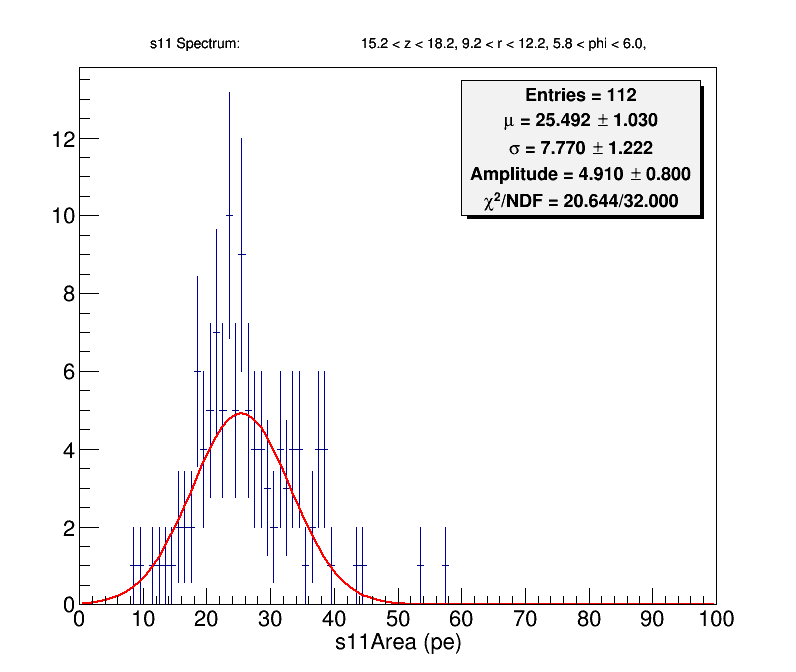 s11 Spectrum: 15.2 < z < 18.2, 9.2 < r < 12.2, 5.8 < phi < 6.0,
Entries = 112
μ = 25.492 ± 1.030
σ = 7.770 ± 1.222
Amplitude = 4.910 ± 0.800
χ²/NDF = 20.644/32.000
12
10
8
6
4
2
0
0 10 20 30 40 50 60 70 80 90 100
s11Area (pe)